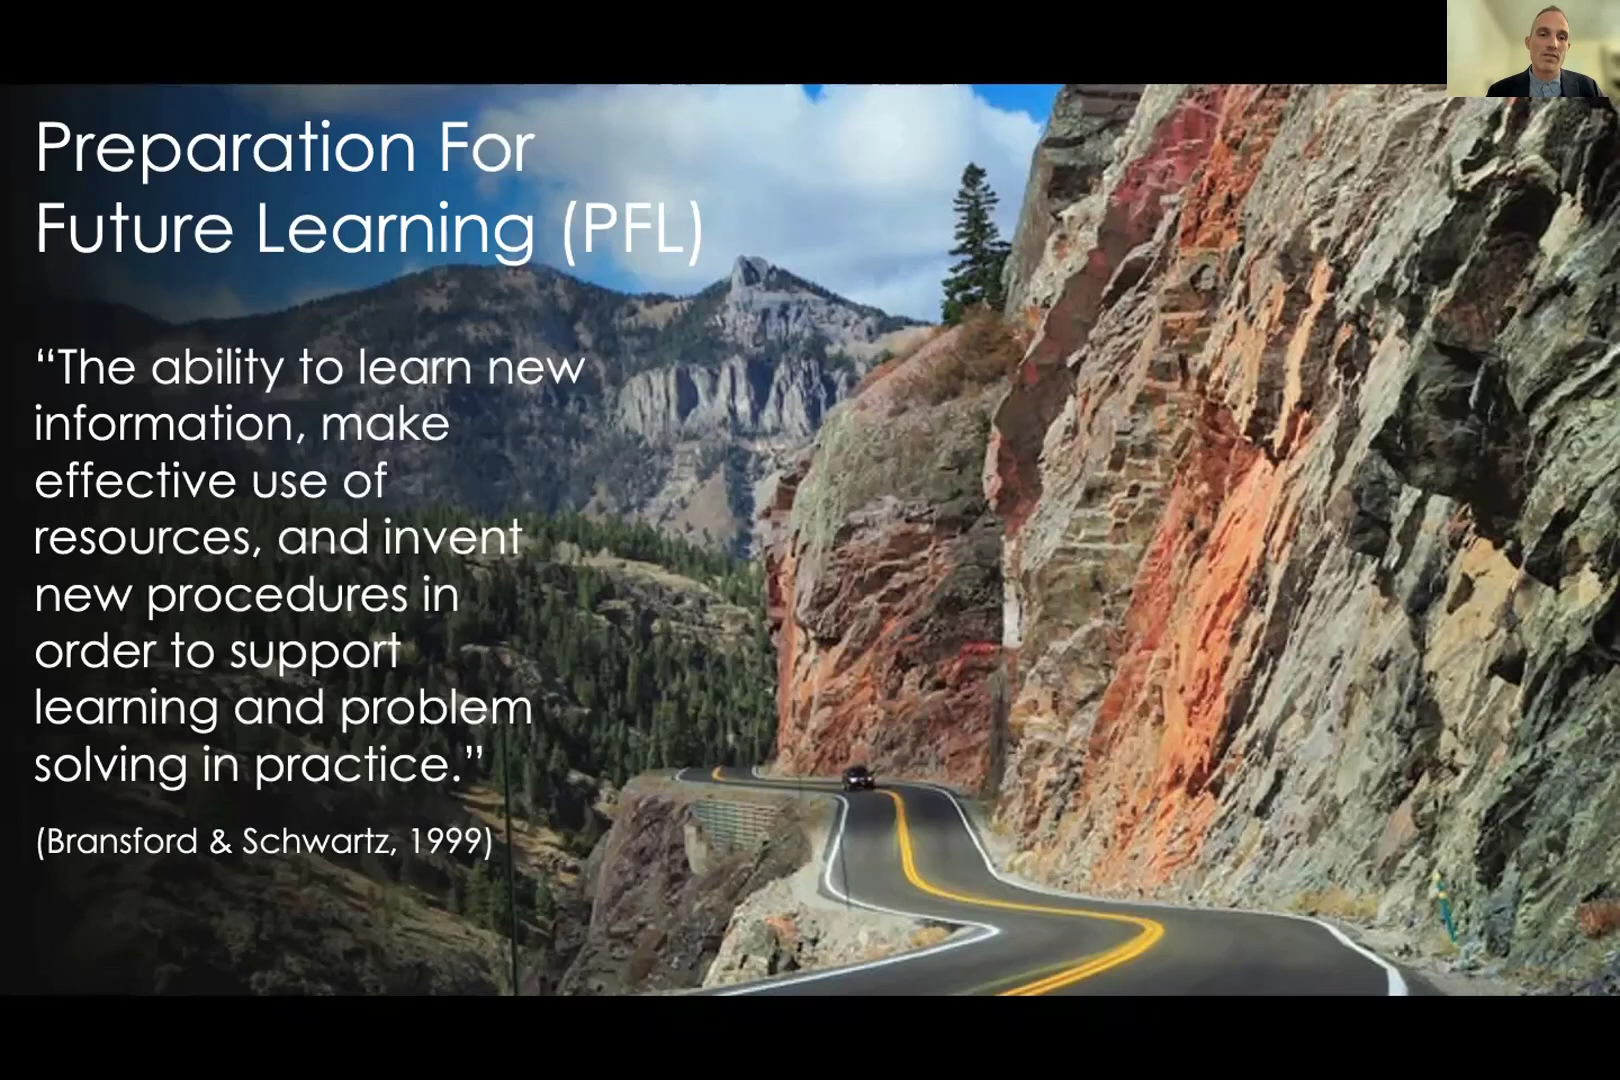 Preparation For
Future Learning (PFL)
“The ability to learn new
information, make
effective use of
resources, and invent
new procedures in
order to support
learning and problem
solving in practice.”
(Bransford & Schwartz, 1999)